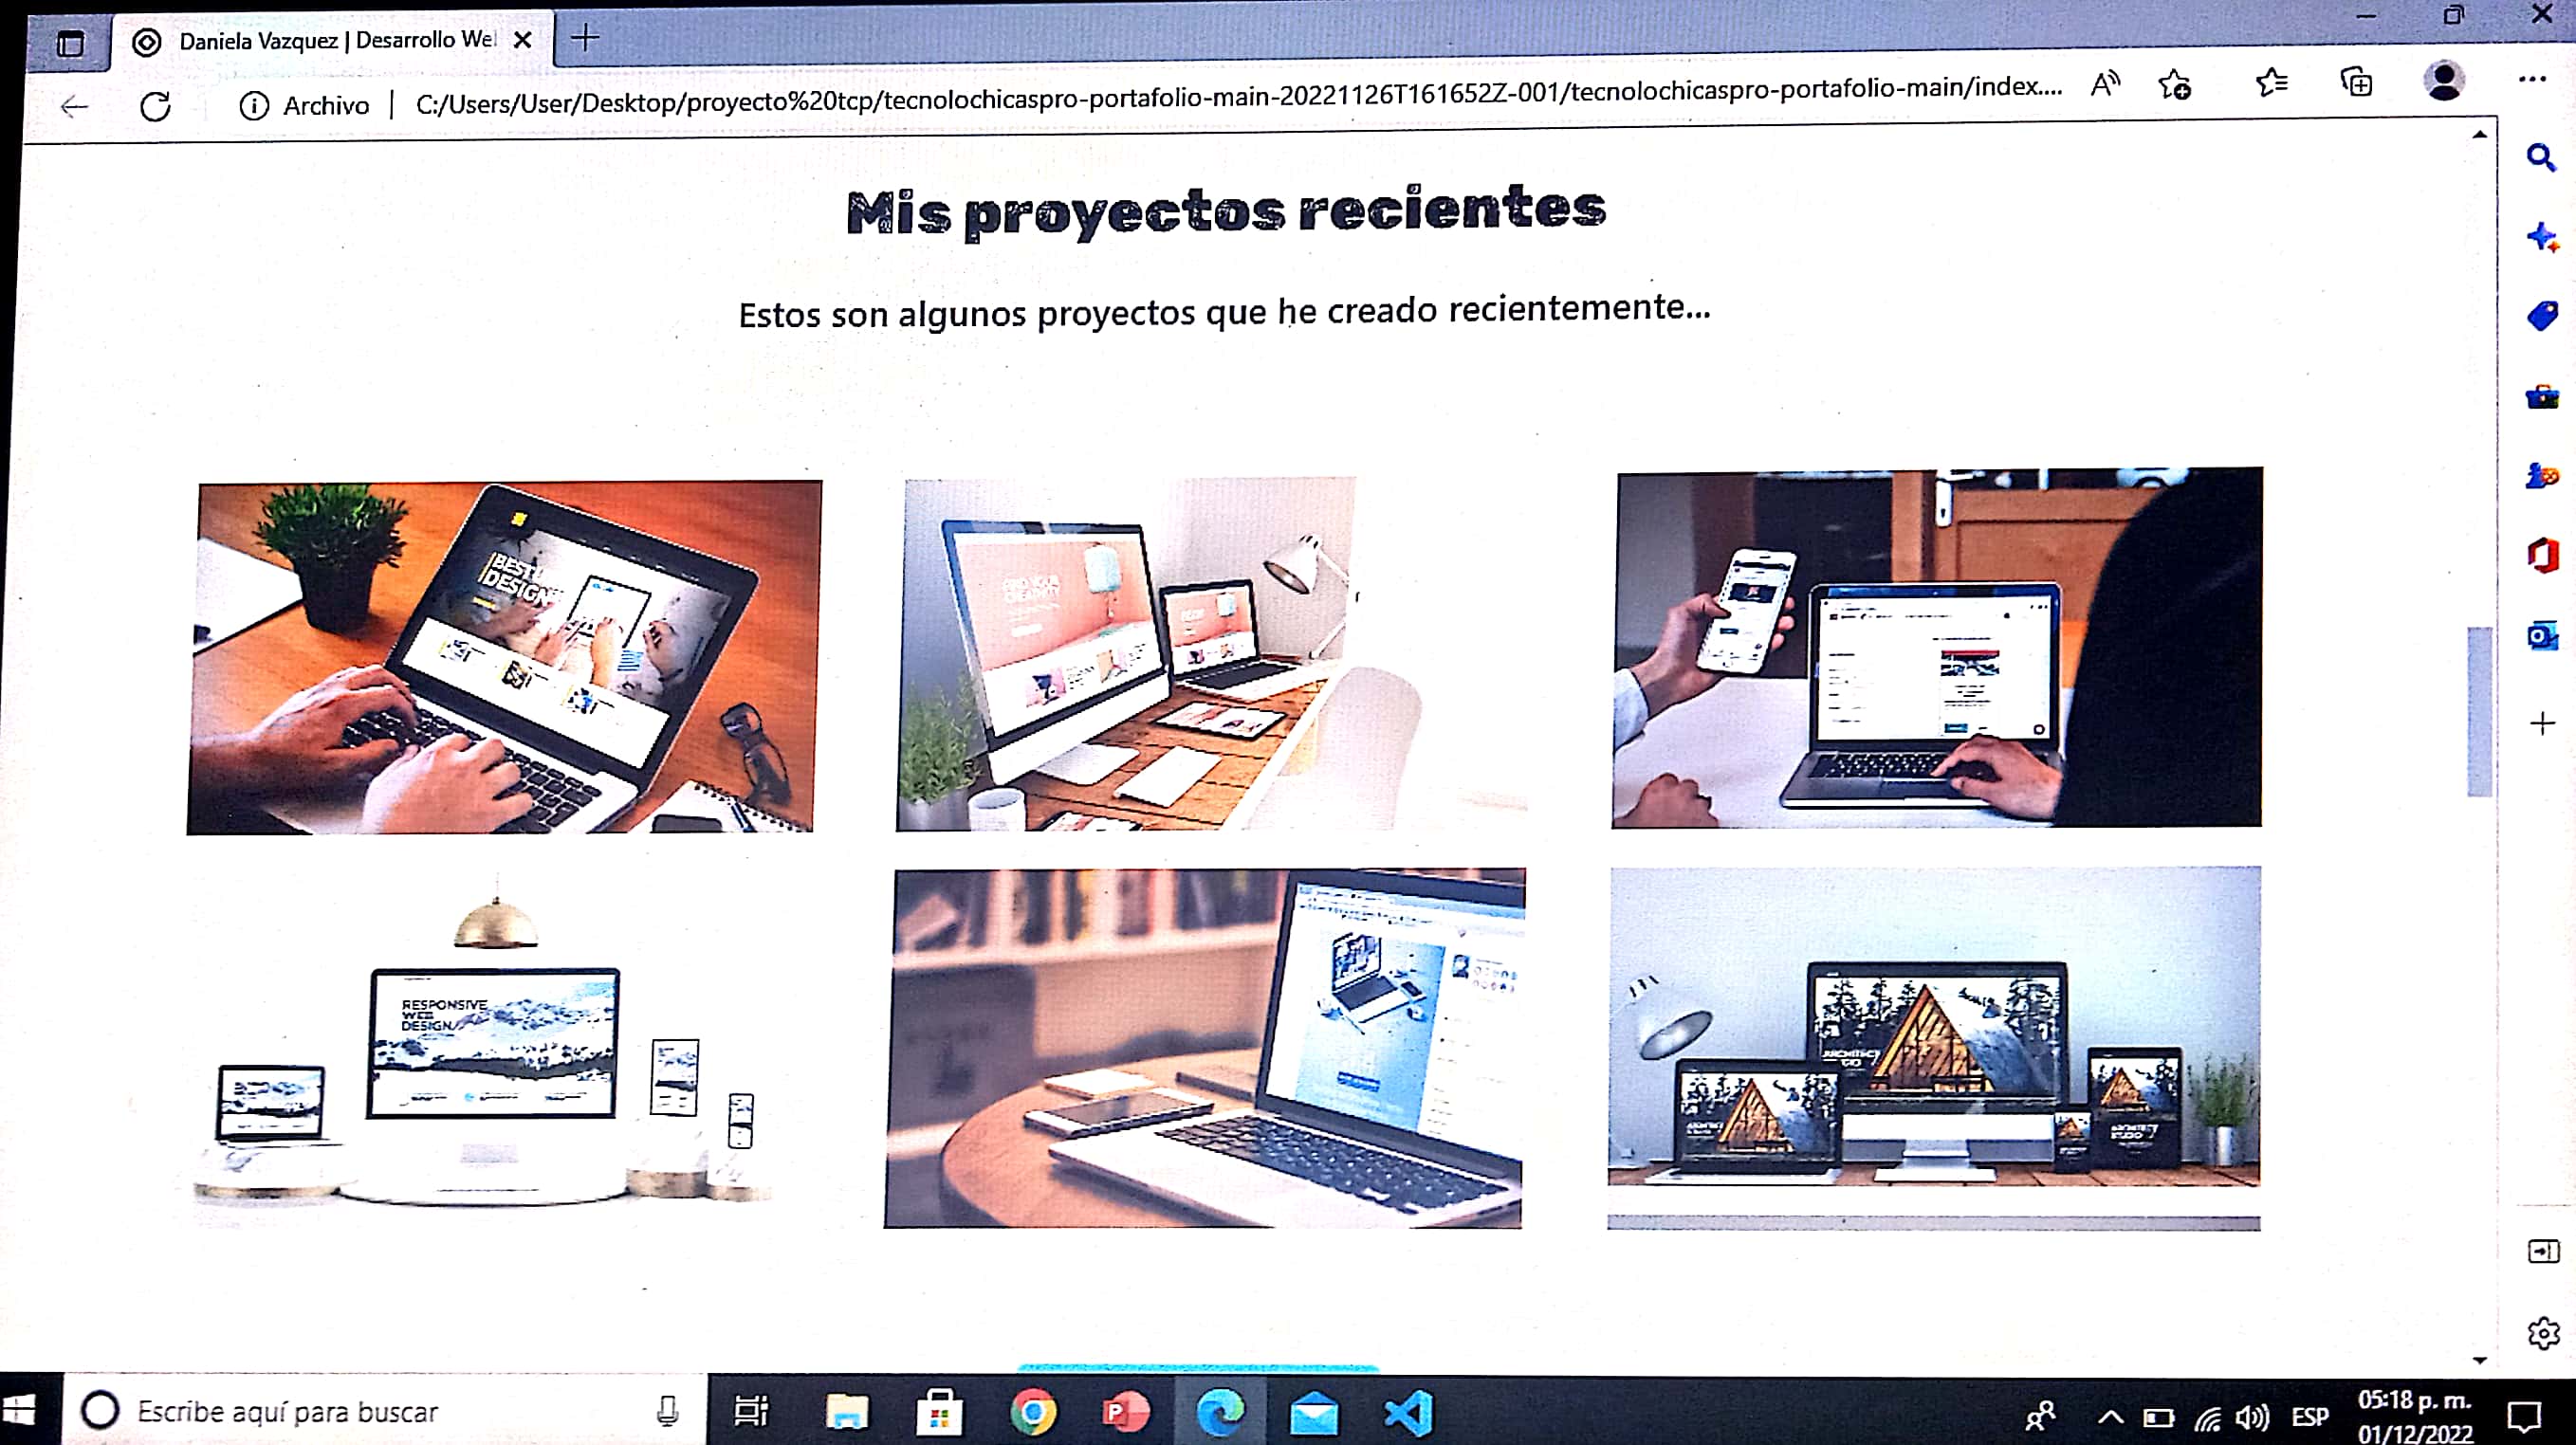 Daniela Vazquez | Desarrollo We
Archivo | C:/Users/User/Desktop/proyecto%20tcp/tecnolochicaspro-portafolio-main-20221126T161652Z-001/tecnolochicaspro-portafolio-main/index....
Mis proyectos recientes
Estos son algunos proyectos que he creado recientemente...
BEST
DESIGN
RESPONSIVE
WEB
DESIGN
ARCHITECT
STUDIO
Escribe aquí para buscar
ESP
05:18 p. m.
01/12/2022